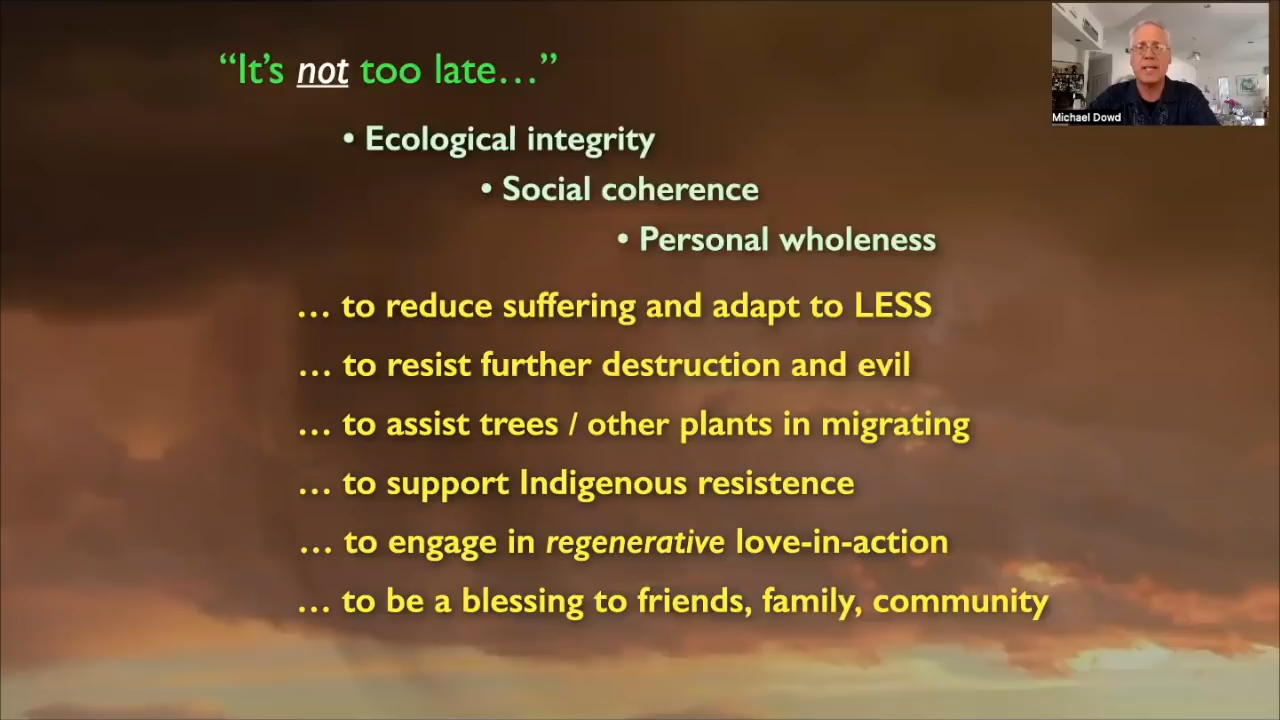 “It’s not too late…”
Michael Dowd
• Ecological integrity
• Social coherence
• Personal wholeness
… to reduce suffering and adapt to LESS
… to resist further destruction and evil
… to assist trees / other plants in migrating
… to support Indigenous resistence
… to engage in regenerative love-in-action
… to be a blessing to friends, family, community